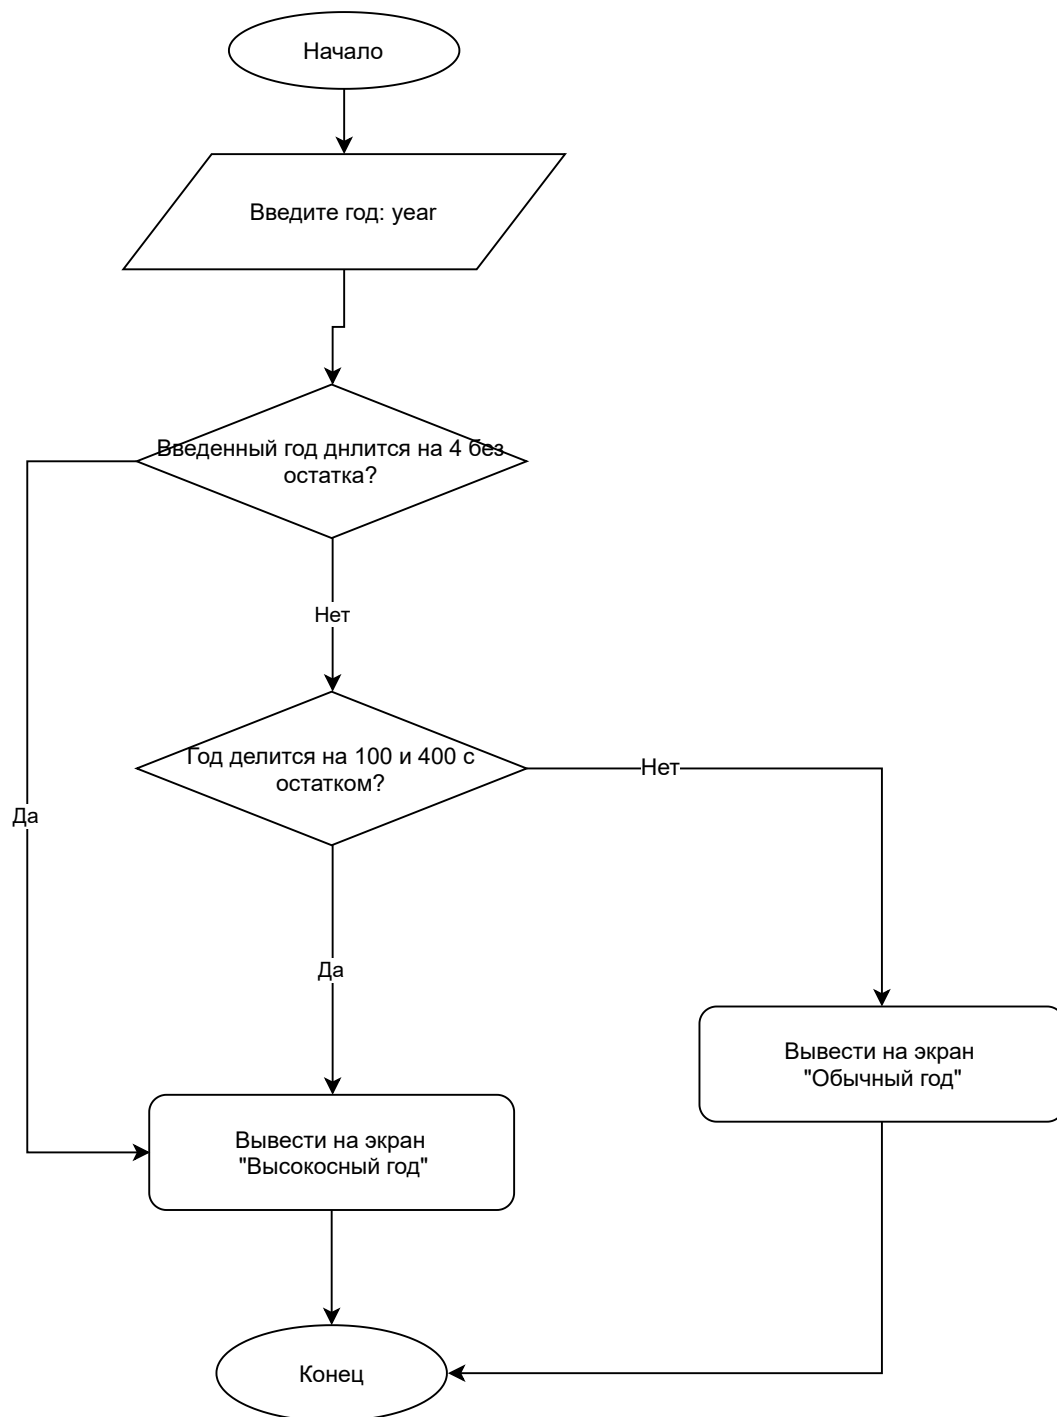 Начало
Введите год: year
Введенный год днлится на 4 без
остатка?
Нет
Год делится на 100 и 400 с
остатком?
Нет
Да
Да
Вывести на экран
"Обычный год"
Вывести на экран
"Высокосный год"
Конец